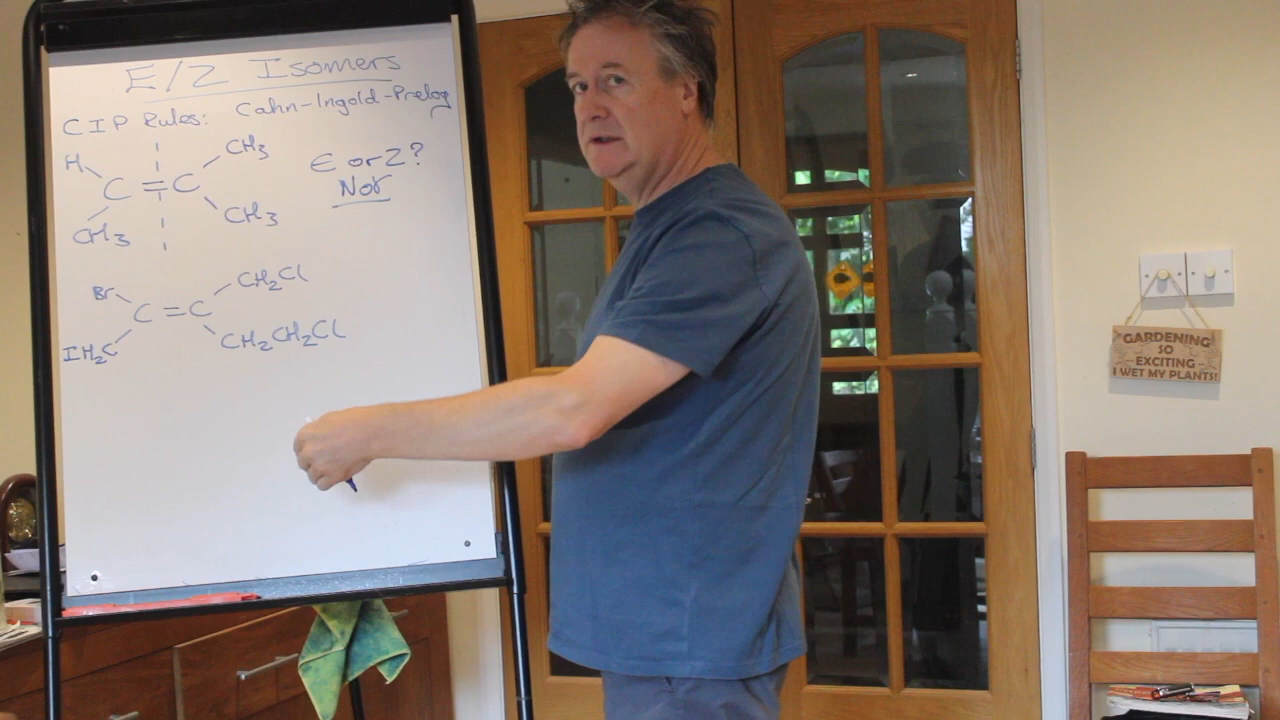 E/Z Isomers
CIP Rules: Cahn-Ingold-Prelog
H CH3
C = C
CH3 CH3
E or Z?
Not
Br CH2Cl
C = C
IH2C CH2CH2Cl
GARDENING
SO
EXCITING
I WET MY PLANTS!